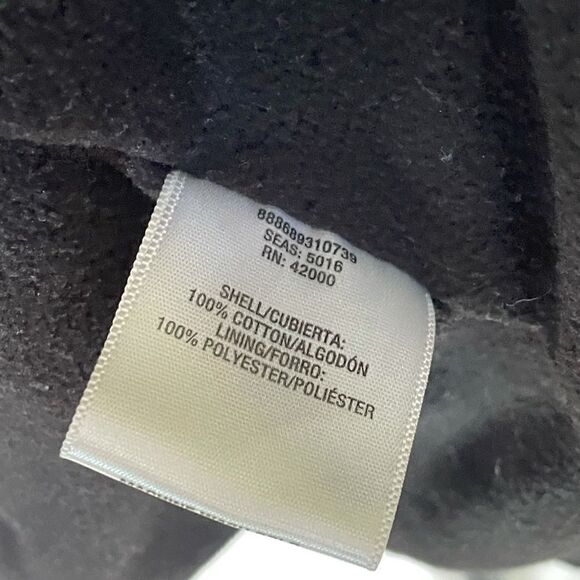 888689310739
SEAS: 5016
RN: 42000
SHELL/CUBIERTA:
100% COTTON/ALGODÓN
LINING/FORRO:
100% POLYESTER/POLIÉSTER